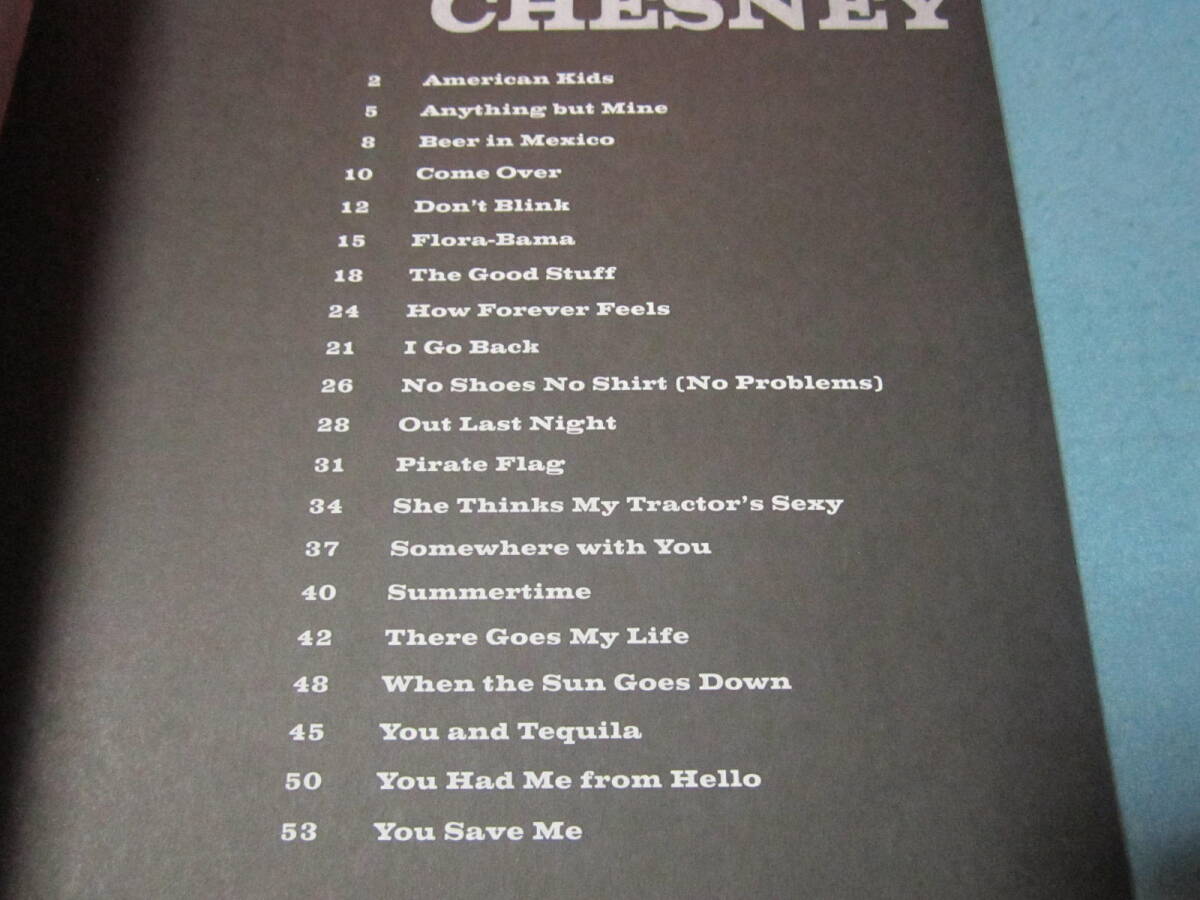 CHESNEY
2 American Kids
5 Anything but Mine
8 Beer in Mexico
10 Come Over
12 Don't Blink
15 Flora-Bama
18 The Good Stuff
24 How Forever Feels
21 I Go Back
26 No Shoes No Shirt (No Problems)
28 Out Last Night
31 Pirate Flag
34 She Thinks My Tractor's Sexy
37 Somewhere with You
40 Summertime
42 There Goes My Life
48 When the Sun Goes Down
45 You and Tequila
50 You Had Me from Hello
53 You Save Me